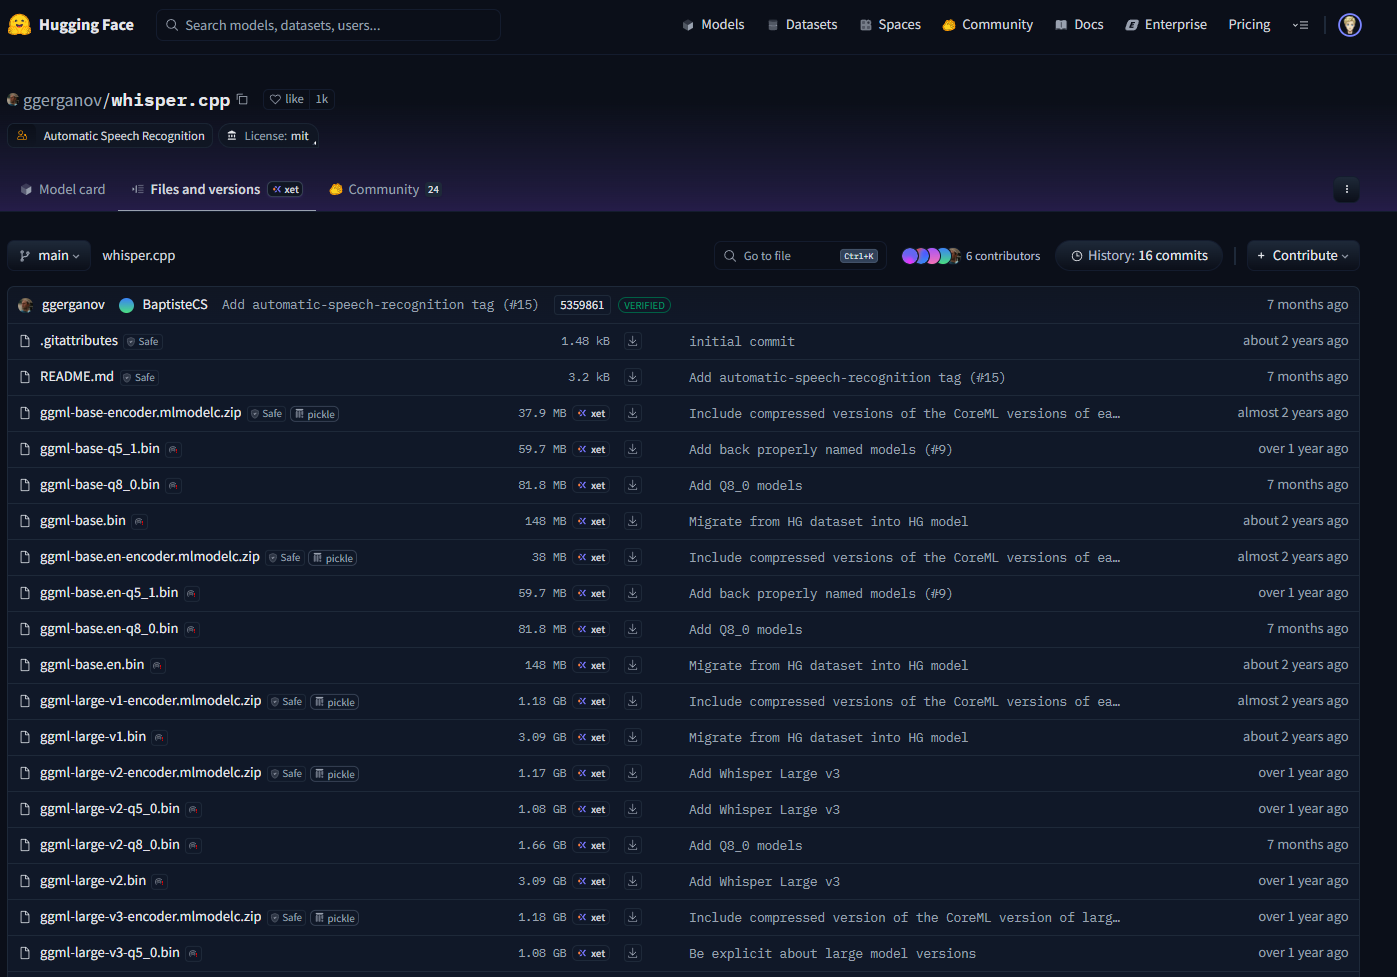 Hugging Face
Search models, datasets, users...
Models
Datasets
Spaces
Community
Docs
Enterprise
Pricing
ggerganov/whisper.cpp
like 1k
Automatic Speech Recognition
License: mit
Model card
Files and versions xet
Community 24
main
whisper.cpp
Go to file Ctrl+K
6 contributors
History: 16 commits
+ Contribute
ggerganov BaptisteCS Add automatic-speech-recognition tag (#15) 5359861 VERIFIED 7 months ago
.gitattributes Safe 1.48 kB initial commit about 2 years ago
README.md Safe 3.2 kB Add automatic-speech-recognition tag (#15) 7 months ago
ggml-base-encoder.mlmodelc.zip Safe pickle 37.9 MB xet Include compressed versions of the CoreML versions of ea… almost 2 years ago
ggml-base-q5_1.bin 59.7 MB xet Add back properly named models (#9) over 1 year ago
ggml-base-q8_0.bin 81.8 MB xet Add Q8_0 models 7 months ago
ggml-base.bin 148 MB xet Migrate from HG dataset into HG model about 2 years ago
ggml-base.en-encoder.mlmodelc.zip Safe pickle 38 MB xet Include compressed versions of the CoreML versions of ea… almost 2 years ago
ggml-base.en-q5_1.bin 59.7 MB xet Add back properly named models (#9) over 1 year ago
ggml-base.en-q8_0.bin 81.8 MB xet Add Q8_0 models 7 months ago
ggml-base.en.bin 148 MB xet Migrate from HG dataset into HG model about 2 years ago
ggml-large-v1-encoder.mlmodelc.zip Safe pickle 1.18 GB xet Include compressed versions of the CoreML versions of ea… almost 2 years ago
ggml-large-v1.bin 3.09 GB xet Migrate from HG dataset into HG model about 2 years ago
ggml-large-v2-encoder.mlmodelc.zip Safe pickle 1.17 GB xet Add Whisper Large v3 over 1 year ago
ggml-large-v2-q5_0.bin 1.08 GB xet Add Whisper Large v3 over 1 year ago
ggml-large-v2-q8_0.bin 1.66 GB xet Add Q8_0 models 7 months ago
ggml-large-v2.bin 3.09 GB xet Add Whisper Large v3 over 1 year ago
ggml-large-v3-encoder.mlmodelc.zip Safe pickle 1.18 GB xet Include compressed version of the CoreML version of larg… over 1 year ago
ggml-large-v3-q5_0.bin 1.08 GB xet Be explicit about large model versions over 1 year ago